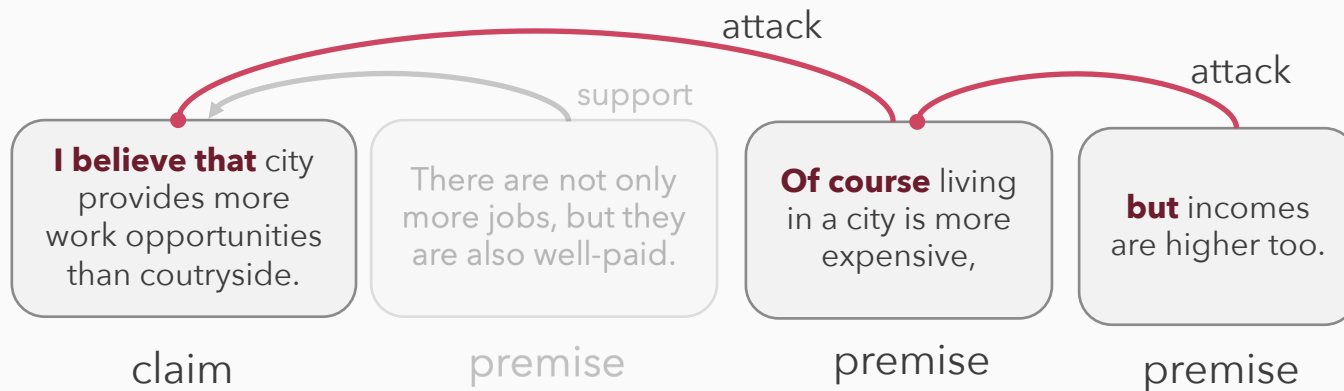 attack
attack
support
I believe that city
provides more
work opportunities
than coutryside.
There are not only
more jobs, but they
are also well-paid.
Of course living
in a city is more
expensive,
but incomes
are higher too.
claim
premise
premise
premise